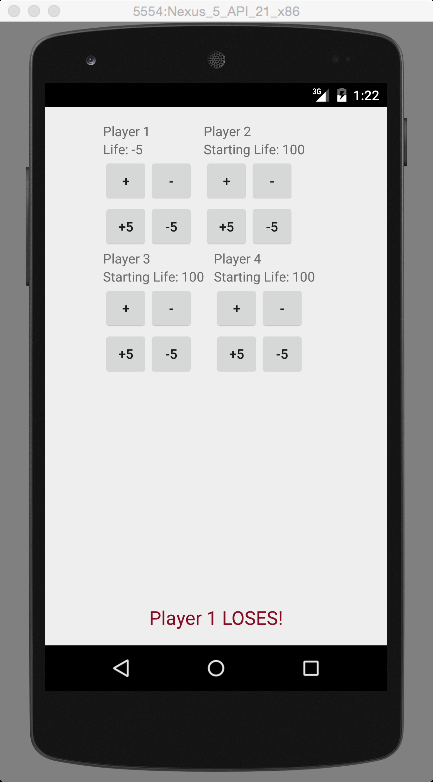 5554:Nexus_5_API_21_x86
3G 1:22
Player 1 Player 2
Life: -5 Starting Life: 100
+ - + -
+5 -5 +5 -5
Player 3 Player 4
Starting Life: 100 Starting Life: 100
+ - + -
+5 -5 +5 -5
Player 1 LOSES!